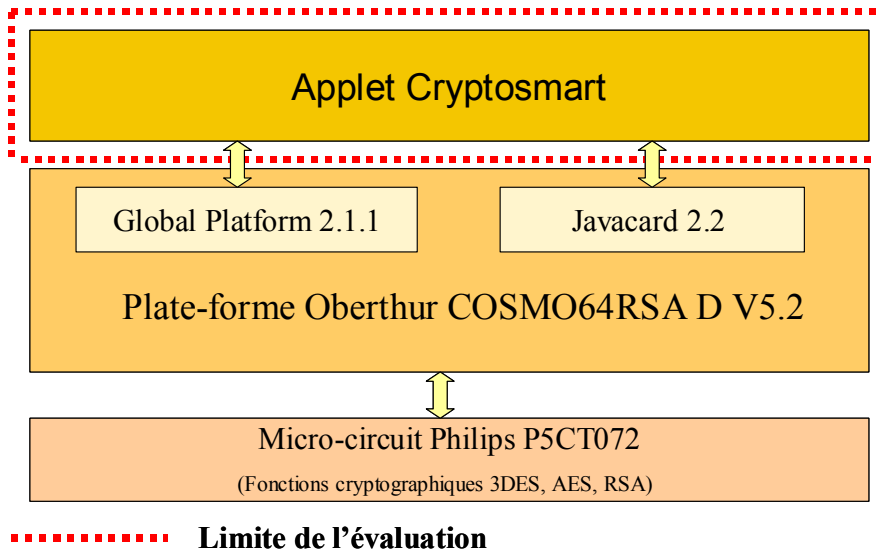 Applet Cryptosmart
Global Platform 2.1.1
Javacard 2.2
Plate-forme Oberthur COSMO64RSA D V5.2
Micro-circuit Philips P5CT072
(Fonctions cryptographiques 3DES, AES, RSA)
Limite de l’évaluation